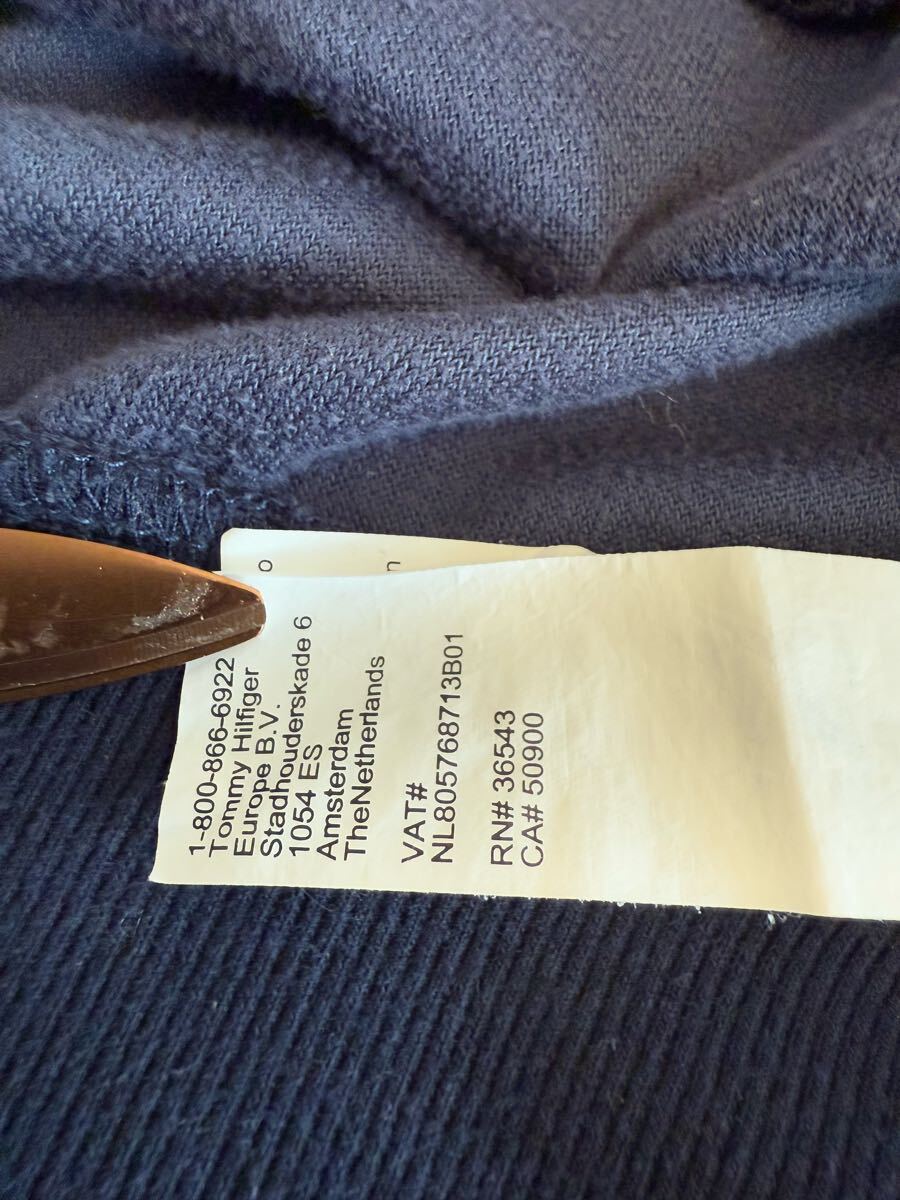 1-800-866-6922
Tommy Hilfiger
Europe B.V.
Stadhouderskade 6
1054 ES
Amsterdam
TheNetherlands
VAT#
NL805768713B01
RN# 36543
CA# 50900